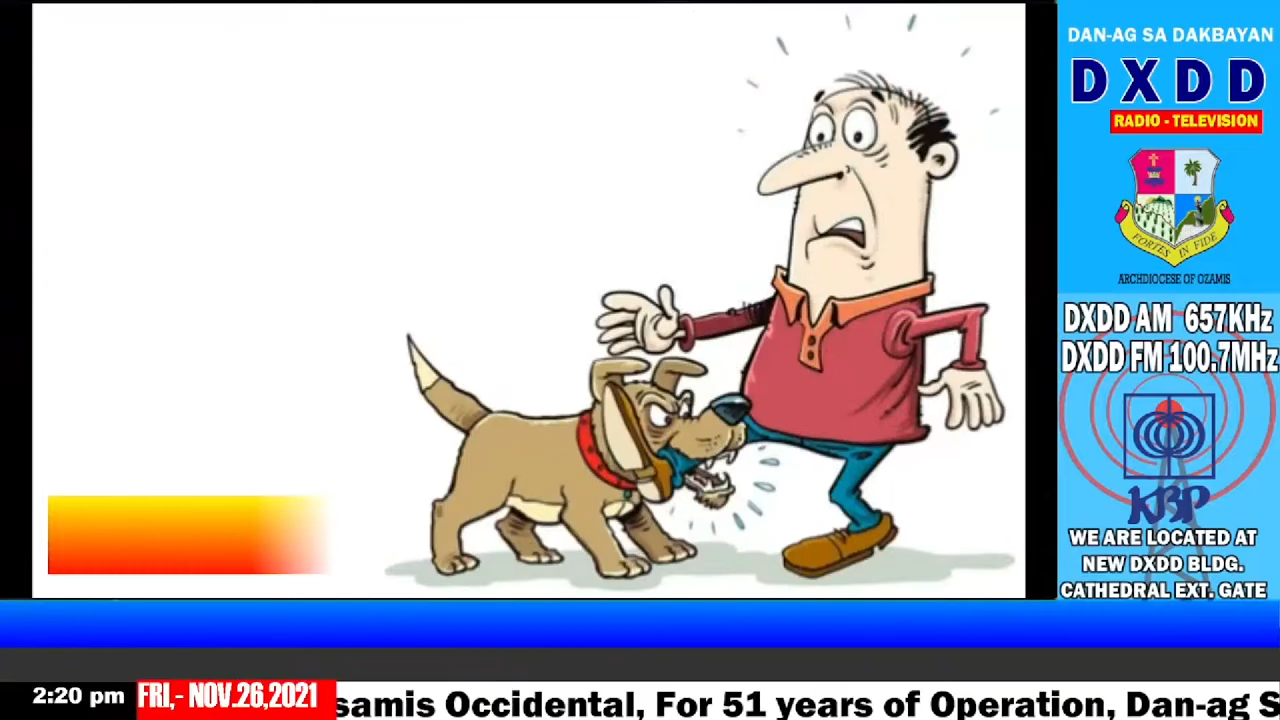 DAN-AG SA DAKBAYAN
DXDD
RADIO - TELEVISION
FORTES IN FIDE
ARCHDIOCESE OF OZAMIS
DXDD AM 657KHz
DXDD FM 100.7MHz
KBP
WE ARE LOCATED AT
NEW DXDD BLDG.
CATHEDRAL EXT. GATE
2:20 pm
FRI,- NOV.26,2021
samis Occidental, For 51 years of Operation, Dan-ag S